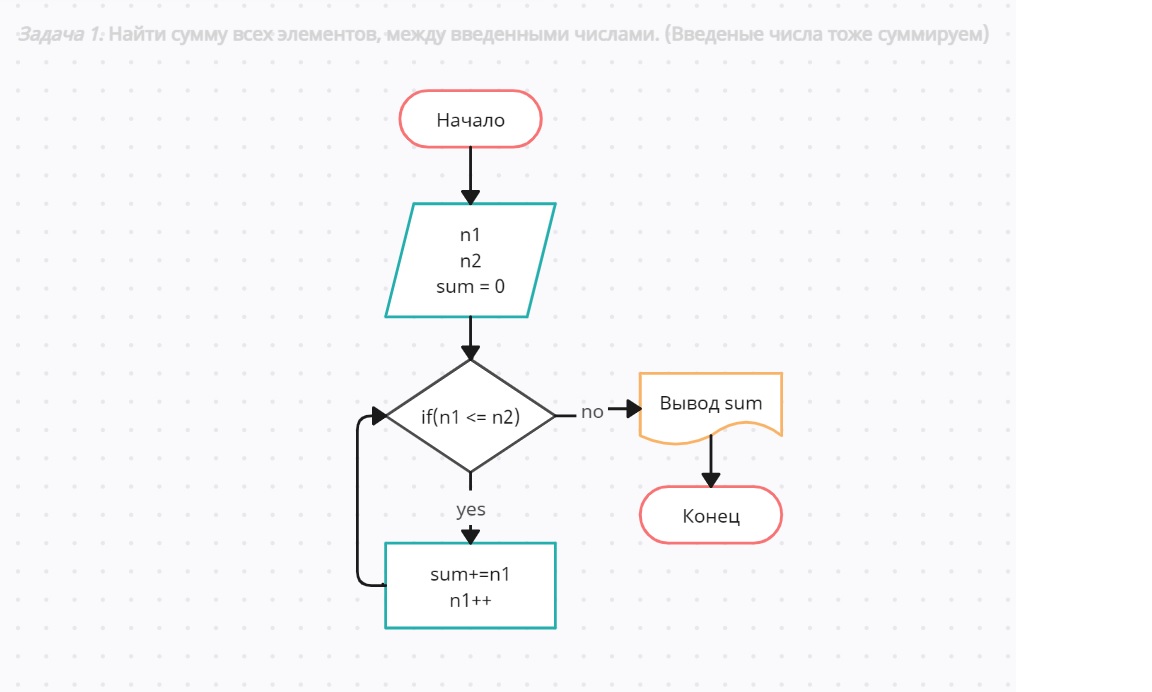 Задача 1. Найти сумму всех элементов, между введенными числами. (Введеные числа тоже суммируем)
Начало
n1
n2
sum = 0
if(n1 <= n2)
no
Вывод sum
yes
Конец
sum+=n1
n1++